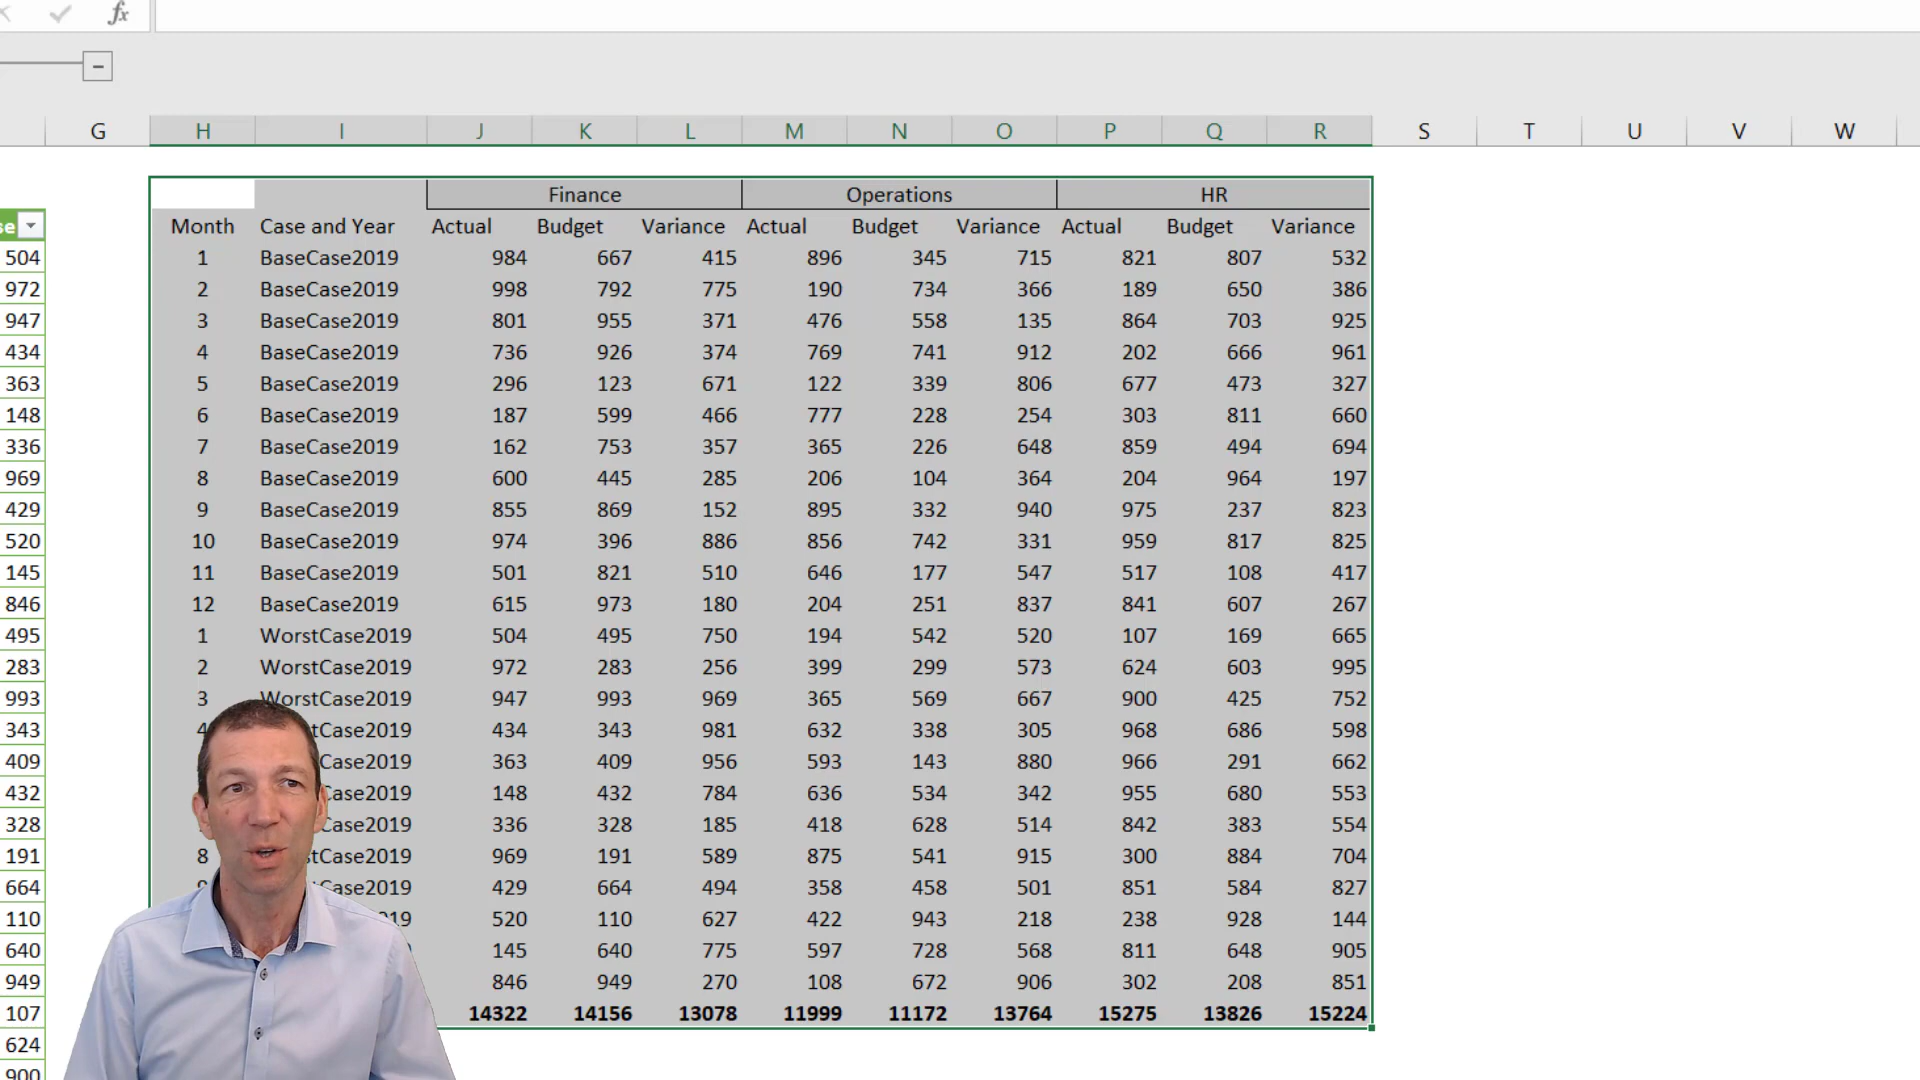 fx
G H I J K L M N O P Q R S T U V W
Finance Operations HR
se Month Case and Year Actual Budget Variance Actual Budget Variance Actual Budget Variance
504 1 BaseCase2019 984 667 415 896 345 715 821 807 532
972 2 BaseCase2019 998 792 775 190 734 366 189 650 386
947 3 BaseCase2019 801 955 371 476 558 135 864 703 925
434 4 BaseCase2019 736 926 374 769 741 912 202 666 961
363 5 BaseCase2019 296 123 671 122 339 806 677 473 327
148 6 BaseCase2019 187 599 466 777 228 254 303 811 660
336 7 BaseCase2019 162 753 357 365 226 648 859 494 694
969 8 BaseCase2019 600 445 285 206 104 364 204 964 197
429 9 BaseCase2019 855 869 152 895 332 940 975 237 823
520 10 BaseCase2019 974 396 886 856 742 331 959 817 825
145 11 BaseCase2019 501 821 510 646 177 547 517 108 417
846 12 BaseCase2019 615 973 180 204 251 837 841 607 267
495 1 WorstCase2019 504 495 750 194 542 520 107 169 665
283 2 WorstCase2019 972 283 256 399 299 573 624 603 995
993 3 WorstCase2019 947 993 969 365 569 667 900 425 752
343 4 tCase2019 434 343 981 632 338 305 968 686 598
409 Case2019 363 409 956 593 143 880 966 291 662
432 Case2019 148 432 784 636 534 342 955 680 553
328 Case2019 336 328 185 418 628 514 842 383 554
191 8 tCase2019 969 191 589 875 541 915 300 884 704
664 Case2019 429 664 494 358 458 501 851 584 827
110 19 520 110 627 422 943 218 238 928 144
640 145 640 775 597 728 568 811 648 905
949 846 949 270 108 672 906 302 208 851
107 14322 14156 13078 11999 11172 13764 15275 13826 15224
624
900